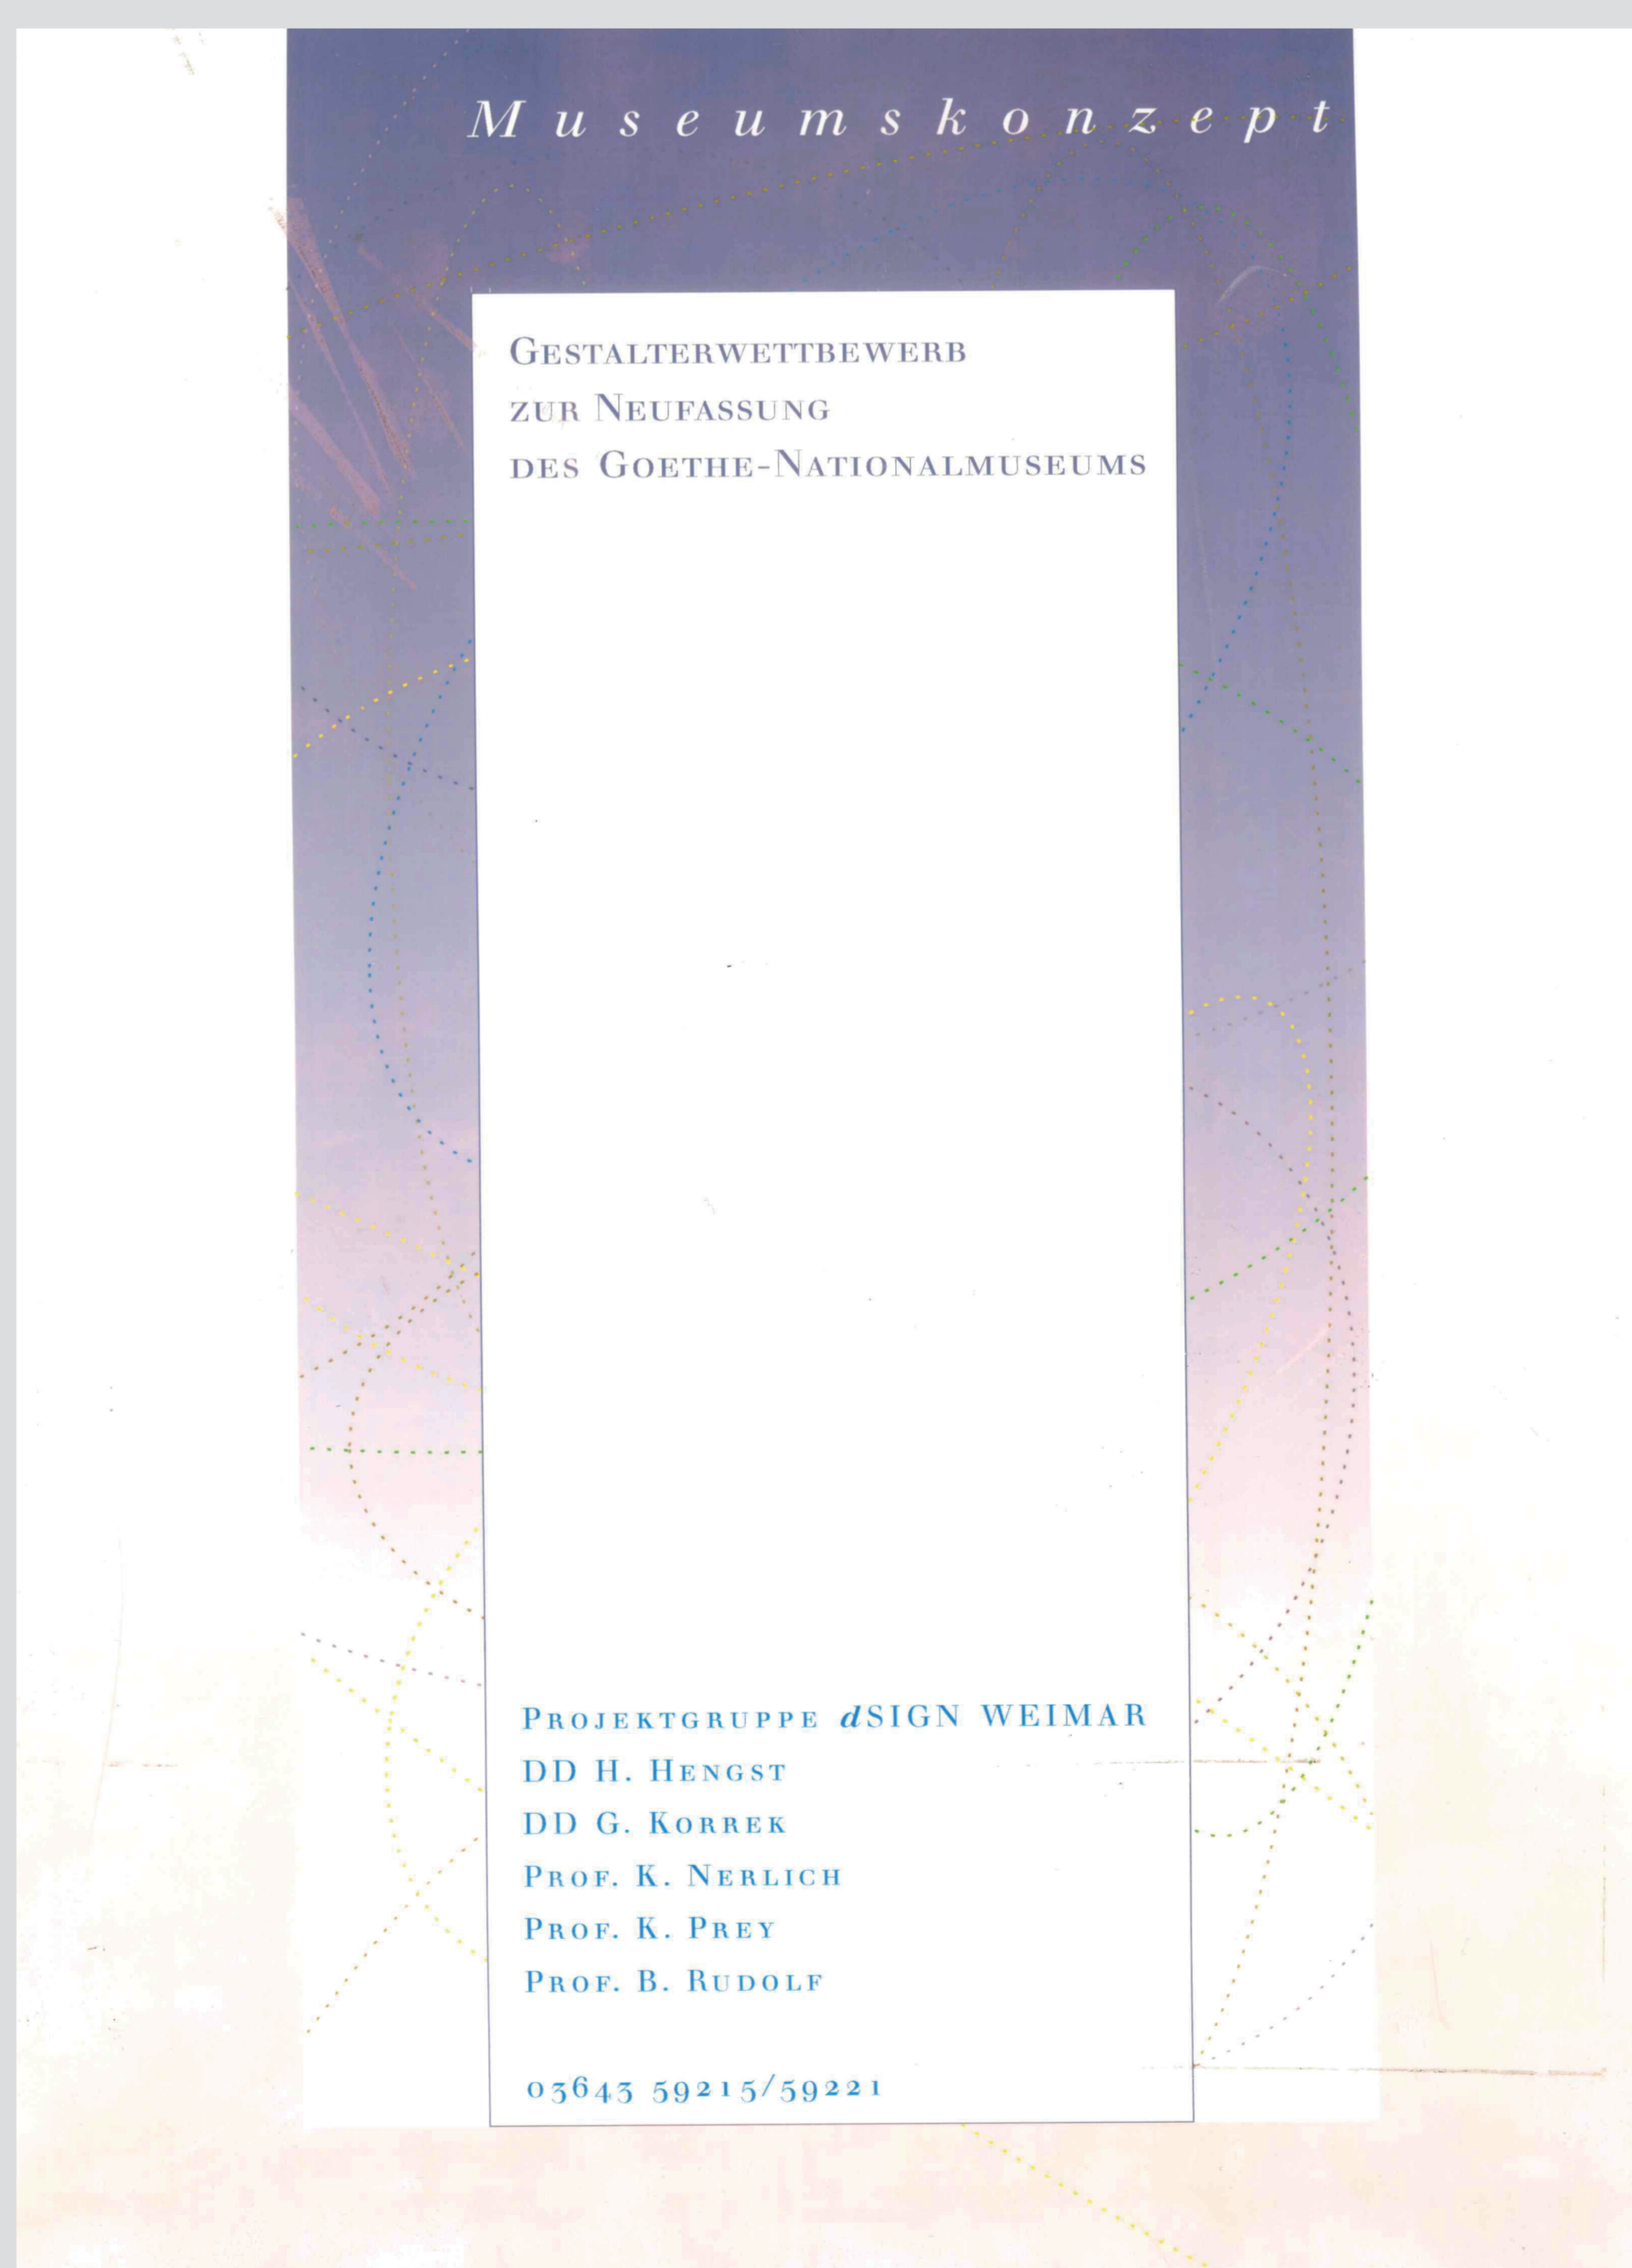 Museumskonzept
Gestalterwettbewerb
zur Neufassung
des Goethe-Nationalmuseums
Projektgruppe dSIGN WEIMAR
DD H. Hengst
DD G. Korrek
Prof. K. Nerlich
Prof. K. Prey
Prof. B. Rudolf
03643 59215/59221